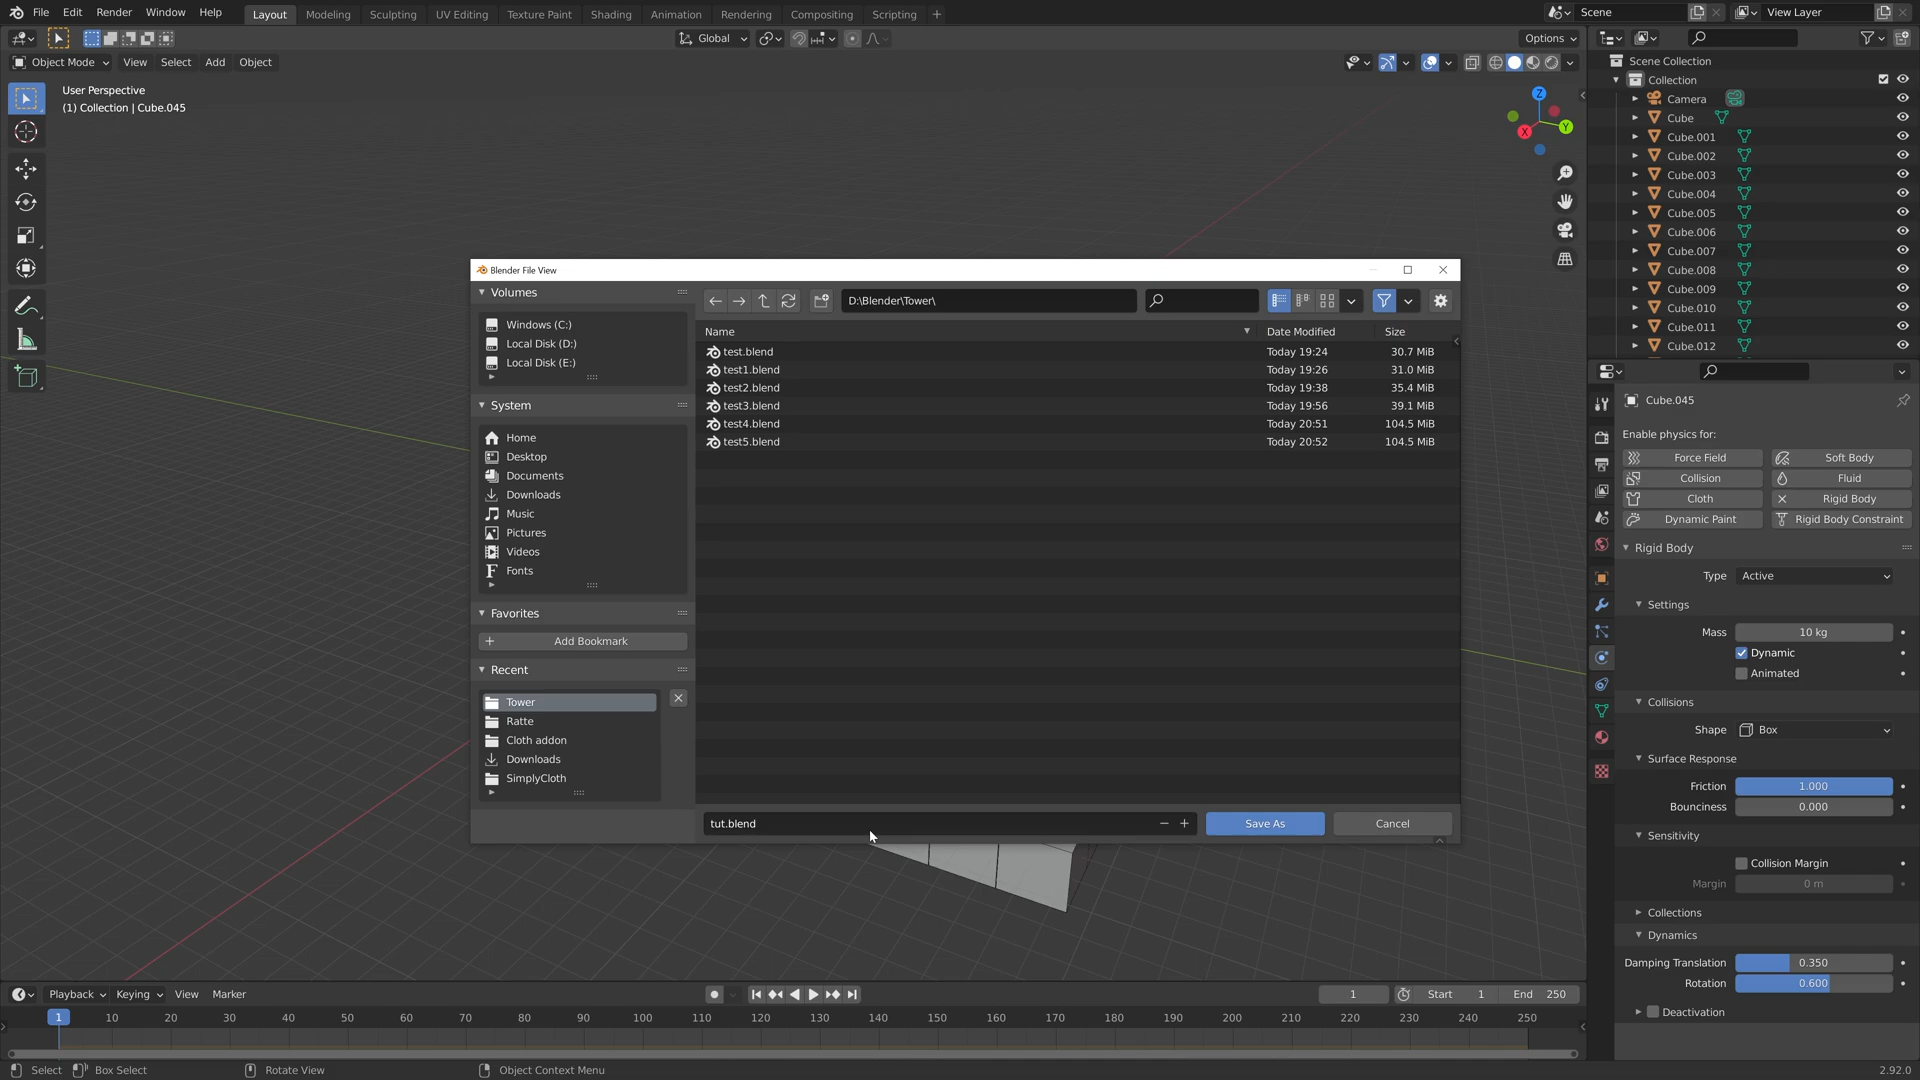 File Edit Render Window Help Layout Modeling Sculpting UV Editing Texture Paint Shading Animation Rendering Compositing Scripting + Scene View Layer
Global Options
Object Mode View Select Add Object
User Perspective
(1) Collection | Cube.045
Z
X
Y
Scene Collection
Collection
Camera
Cube
Cube.001
Cube.002
Cube.003
Cube.004
Cube.005
Cube.006
Cube.007
Cube.008
Cube.009
Cube.010
Cube.011
Cube.012
Blender File View
Volumes
Windows (C:)
Local Disk (D:)
Local Disk (E:)
System
Home
Desktop
Documents
Downloads
Music
Pictures
Videos
Fonts
Favorites
Add Bookmark
Recent
Tower
Ratte
Cloth addon
Downloads
SimplyCloth
D:\Blender\Tower\
Name Date Modified Size
test.blend Today 19:24 30.7 MiB
test1.blend Today 19:26 31.0 MiB
test2.blend Today 19:38 35.4 MiB
test3.blend Today 19:56 39.1 MiB
test4.blend Today 20:51 104.5 MiB
test5.blend Today 20:52 104.5 MiB
tut.blend Save As Cancel
Cube.045
Enable physics for:
Force Field Soft Body
Collision Fluid
Cloth Rigid Body
Dynamic Paint Rigid Body Constraint
Rigid Body
Type Active
Settings
Mass 10 kg
Dynamic
Animated
Collisions
Shape Box
Surface Response
Friction 1.000
Bounciness 0.000
Sensitivity
Collision Margin
Margin 0 m
Collections
Dynamics
Damping Translation 0.350
Rotation 0.600
Deactivation
Playback Keying View Marker 1 Start 1 End 250
1 10 20 30 40 50 60 70 80 90 100 110 120 130 140 150 160 170 180 190 200 210 220 230 240 250
Select Box Select Rotate View Object Context Menu 2.92.0